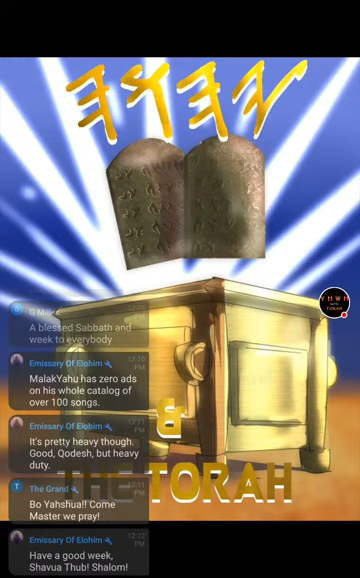 𐤉𐤄𐤅𐤄
TORAH
G
A blessed Sabbath and
week to everybody
Emissary Of Elohim 12:10
PM
MalakYahu has zero ads
on his whole catalog of
over 100 songs.
Emissary Of Elohim 12:11
PM
It's pretty heavy though.
Good, Qodesh, but heavy
duty.
&
T The Grand 12:11
PM
THE TORAH
Bo Yahshua!! Come
Master we pray!
Emissary Of Elohim 12:12
PM
Have a good week,
Shavua Thub! Shalom!